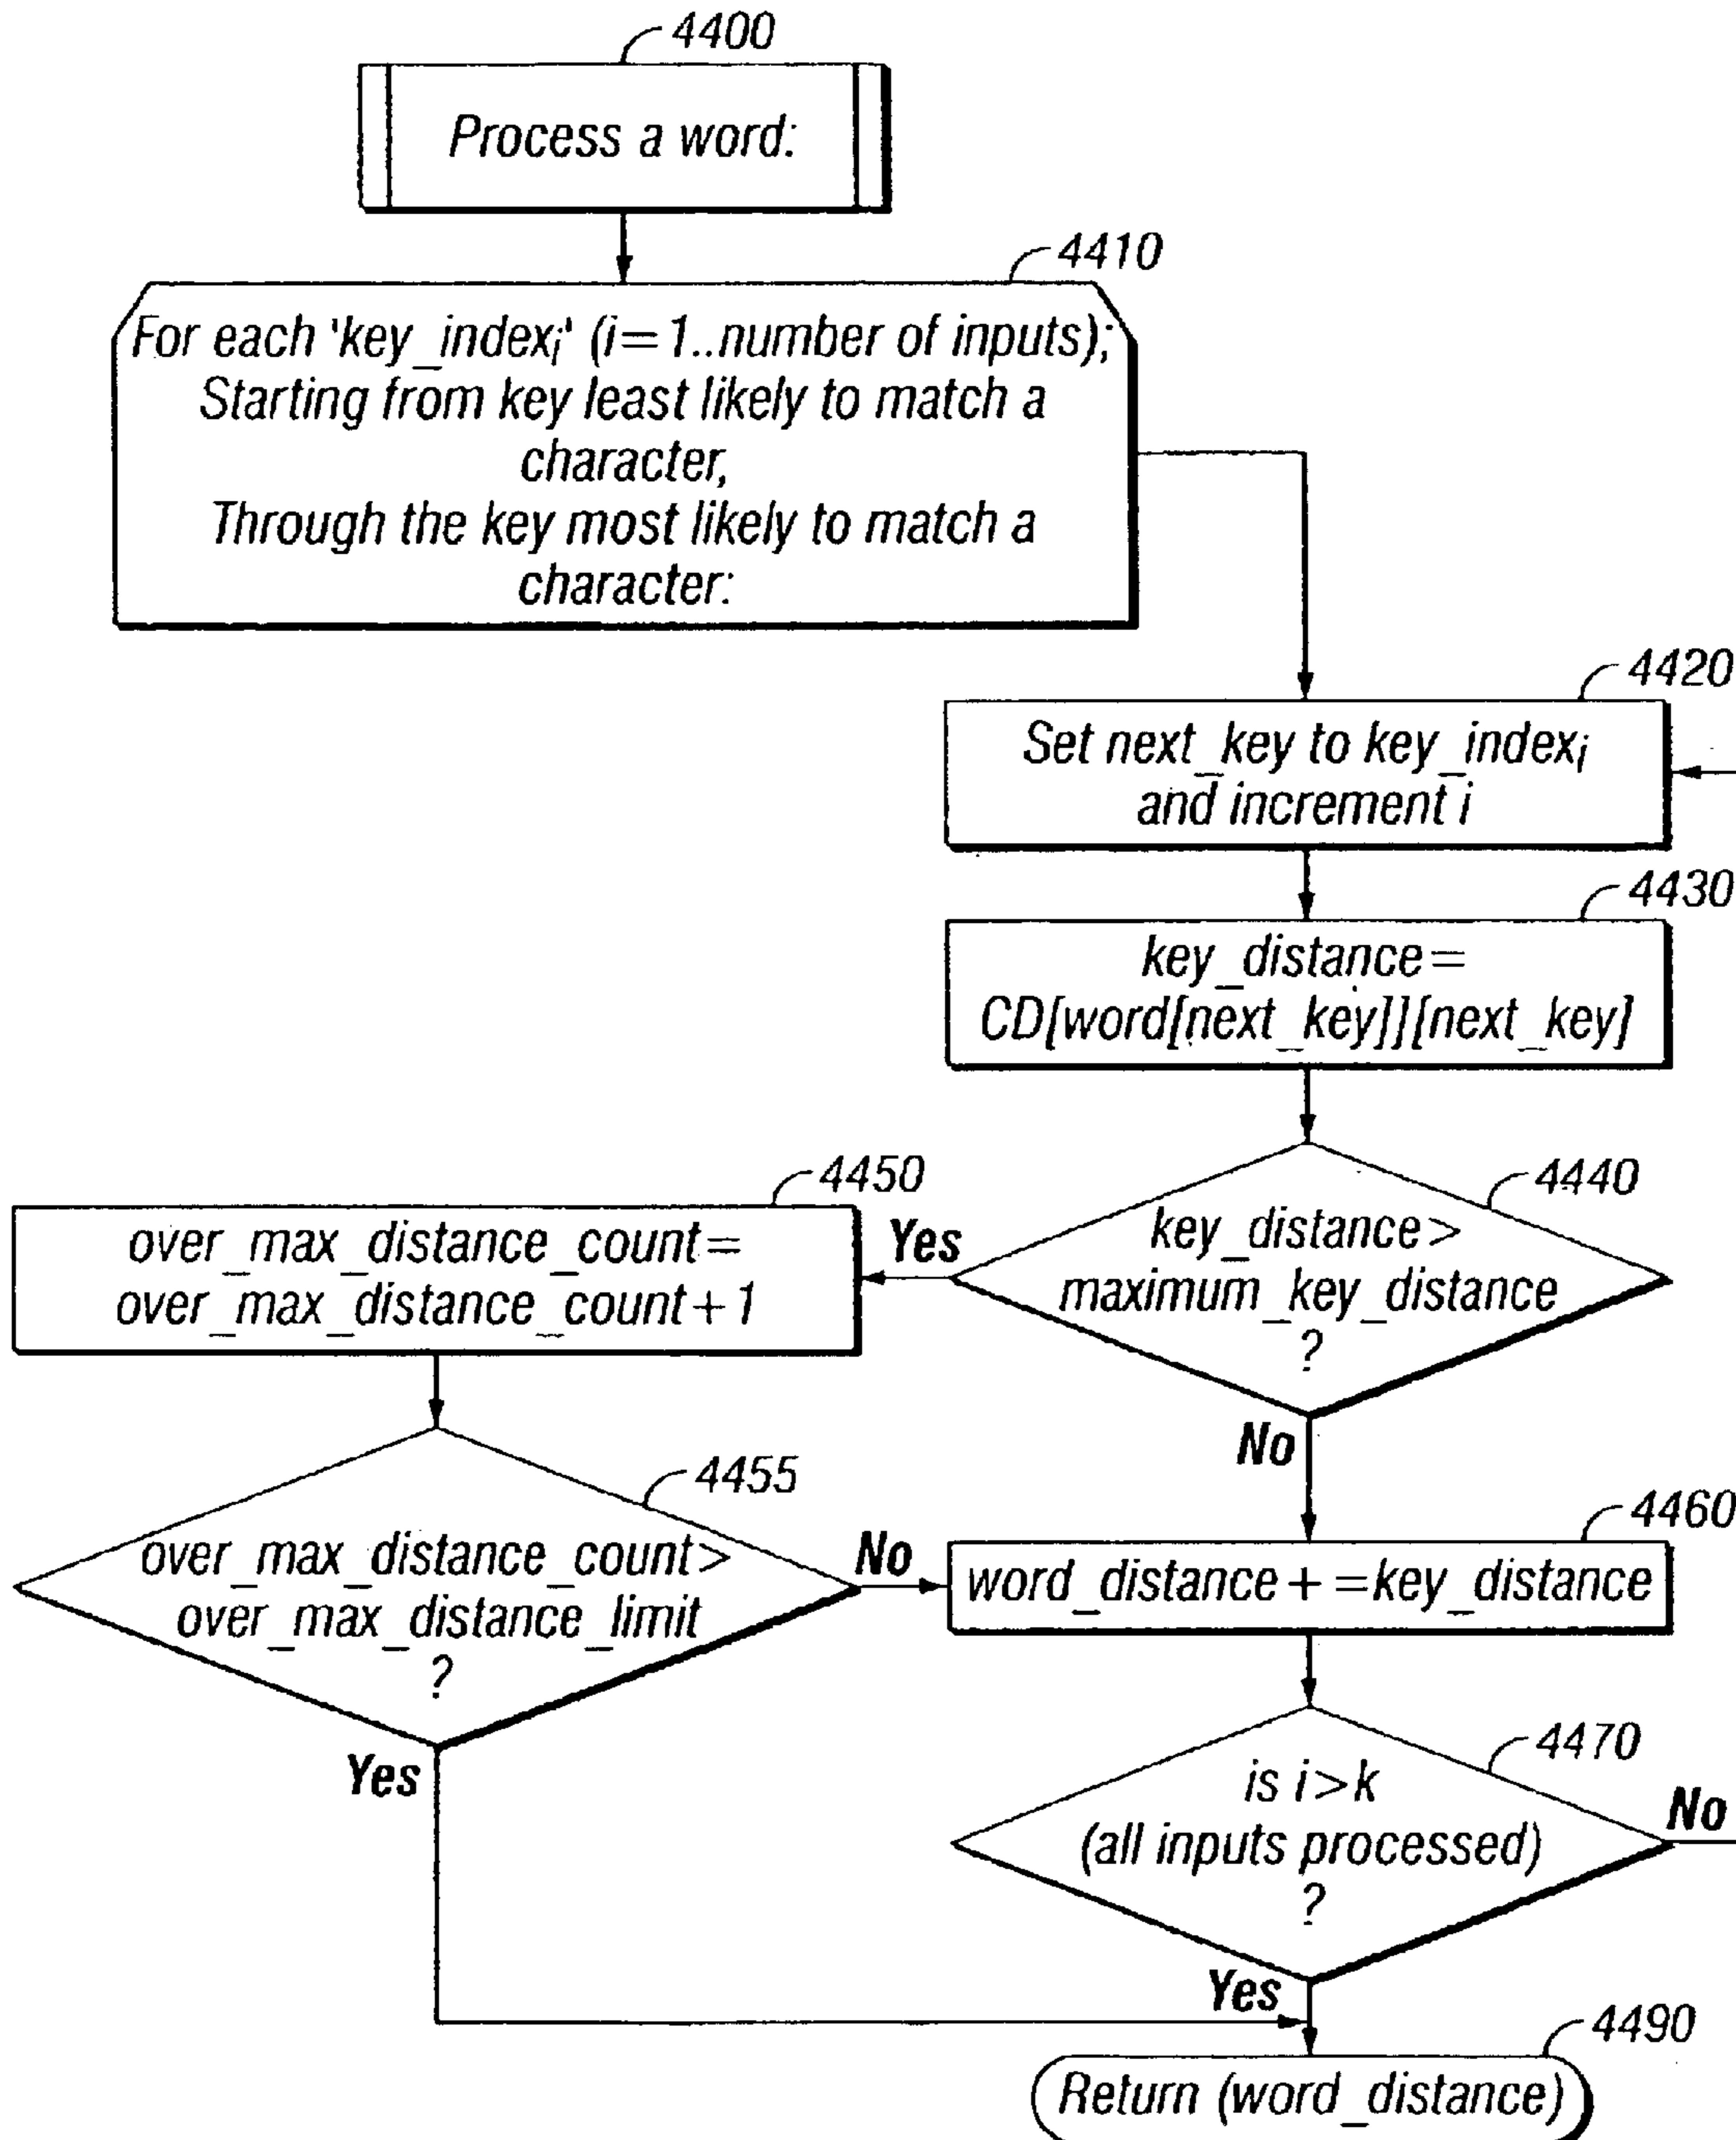 4400
Process a word:
4410
For each 'key_indexi' (i=1..number of inputs);
Starting from key least likely to match a
character,
Through the key most likely to match a
character:
4420
Set next_key to key_indexi
and increment i
4430
key_distance=
CD[word[next_key]][next_key]
4440
key_distance>
maximum_key_distance
?
Yes
No
4450
over_max_distance_count=
over_max_distance_count+1
4455
over_max_distance_count>
over_max_distance_limit
?
No
Yes
4460
word_distance+=key_distance
4470
is i>k
(all inputs processed)
?
No
Yes
4490
Return (word_distance)